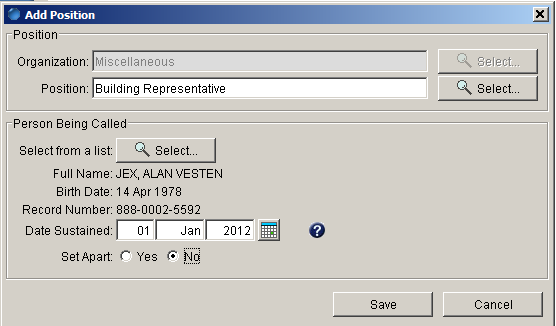 Add Position
Position
Organization: Miscellaneous Select...
Position: Building Representative Select...
Person Being Called
Select from a list: Select...
Full Name: JEX, ALAN VESTEN
Birth Date: 14 Apr 1978
Record Number: 888-0002-5592
Date Sustained: 01 Jan 2012 ?
Set Apart: Yes No
Save Cancel